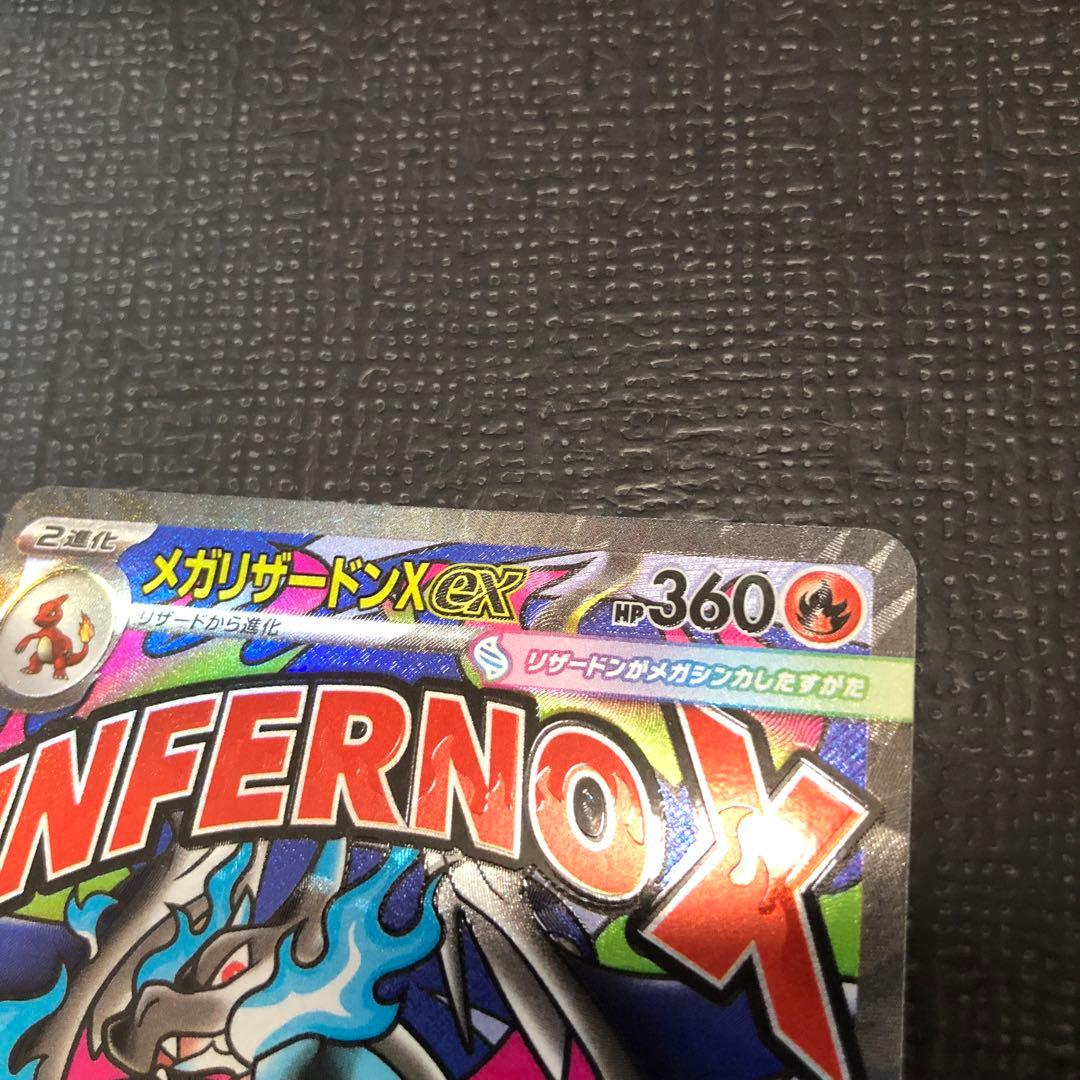 2進化
メガリザードンXex HP360
リザードから進化
リザードンがメガシンカしたすがた
INFERNO X